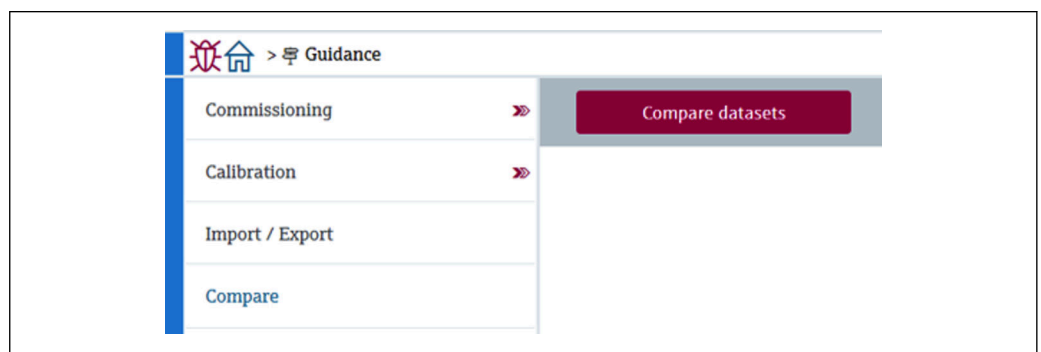 > Guidance
Commissioning
Compare datasets
Calibration
Import / Export
Compare